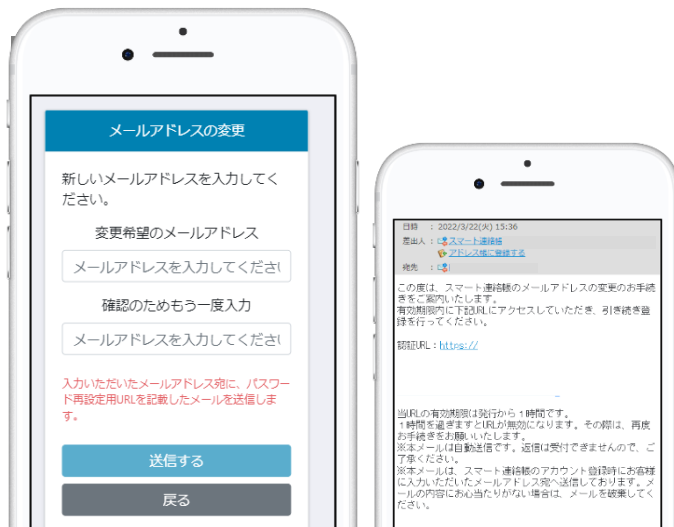 メールアドレスの変更
新しいメールアドレスを入力してく
ださい。
変更希望のメールアドレス
メールアドレスを入力してくださ
確認のためもう一度入力
メールアドレスを入力してくださ
入力いただいたメールアドレス宛に、パスワー
ド再設定用URLを記載したメールを送信しま
す。
送信する
戻る
日時 : 2022/3/22(火) 15:36
差出人 : スマート連絡帳
アドレス帳に登録する
宛先 :
この度は、スマート連絡帳のメールアドレスの変更のお手続
きをご案内いたします。
有効期限内に下記URLにアクセスしていただき、引き続き登
録を行ってください。
認証URL：https://
当URLの有効期限は発行から１時間です。
１時間を過ぎますとURLが無効になります。その際は、再度
お手続きをお願いいたします。
※本メールは自動送信です。返信は受付できませんので、ご
了承ください。
※本メールは、スマート連絡帳のアカウント登録時にお客様
に入力いただいたメールアドレス宛へ送信しております。メ
ールの内容にお心当たりがない場合は、メールを破棄してく
ださい。